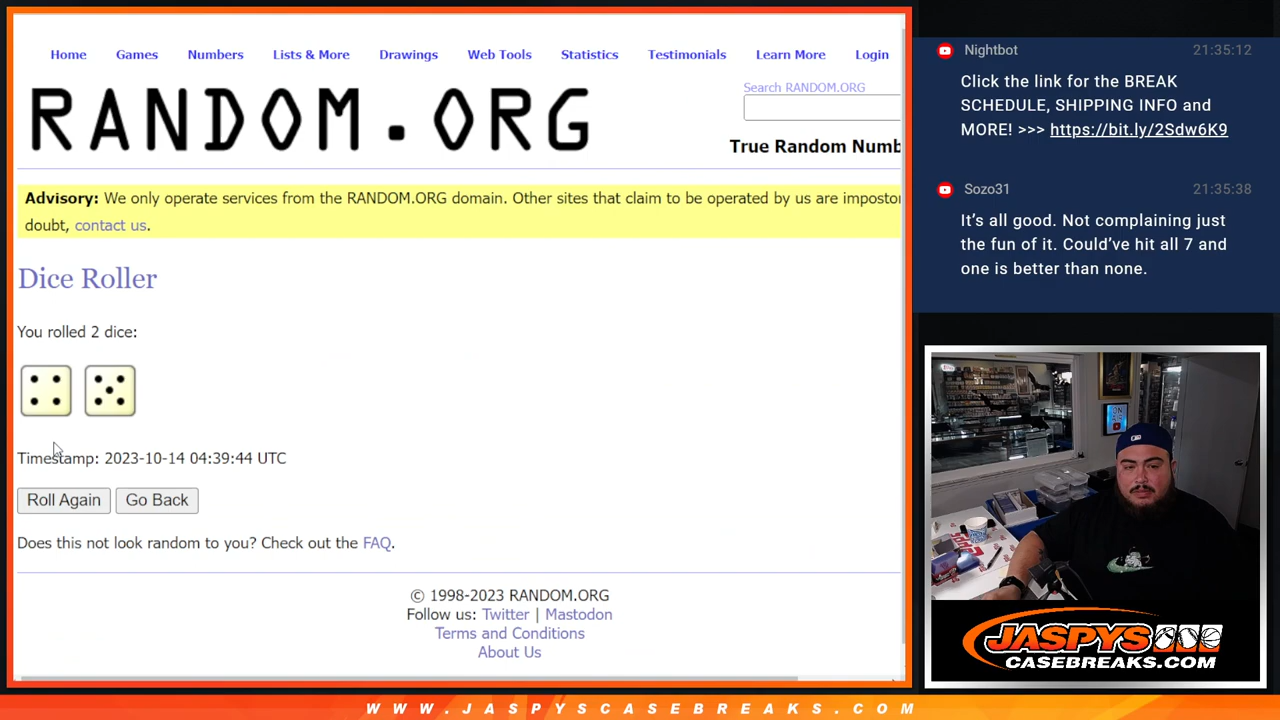 Home Games Numbers Lists & More Drawings Web Tools Statistics Testimonials Learn More Login
RANDOM.ORG
Search RANDOM.ORG
True Random Numb
Advisory: We only operate services from the RANDOM.ORG domain. Other sites that claim to be operated by us are impostor
doubt, contact us.
Dice Roller
You rolled 2 dice:
Timestamp: 2023-10-14 04:39:44 UTC
Roll Again Go Back
Does this not look random to you? Check out the FAQ.
© 1998-2023 RANDOM.ORG
Follow us: Twitter | Mastodon
Terms and Conditions
About Us
Nightbot 21:35:12
Click the link for the BREAK
SCHEDULE, SHIPPING INFO and
MORE! >>> https://bit.ly/2Sdw6K9
Sozo31 21:35:38
It's all good. Not complaining just
the fun of it. Could've hit all 7 and
one is better than none.
JASPYS
CASEBREAKS.COM
WWW.JASPYSCASEBREAKS.COM